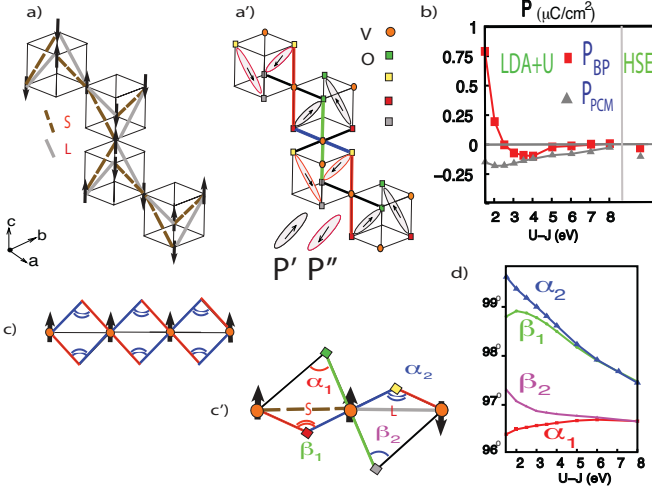 a)
S
L
c
b
a
a')
V
O
P' P"
b)
P (μC/cm²)
1
0.75
0.5
0.25
0
−0.25
LDA+U
P_BP
HSE
P_PCM
2 3 4 5 6 7 8
U−J (eV)
c)
c')
α₁
α₂
S
L
β₁
β₂
d)
99°
98°
97°
96°
α₂
β₁
β₂
α₁
2 3 4 5 6 7 8
U−J (eV)